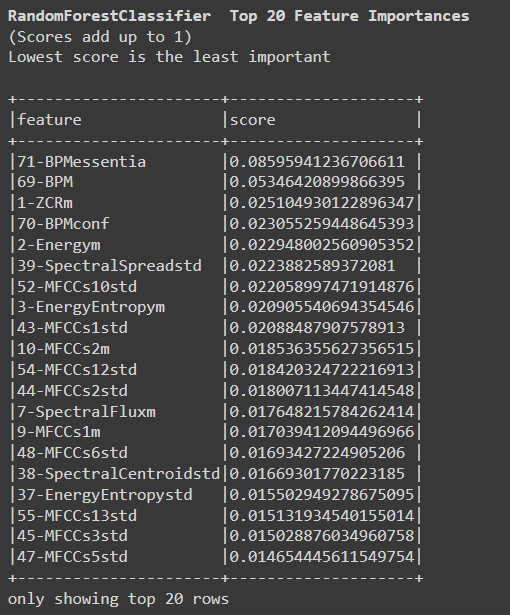 RandomForestClassifier  Top 20 Feature Importances
(Scores add up to 1)
Lowest score is the least important
+---------------------+-------------------+
|feature              |score              |
+---------------------+-------------------+
|71-BPMessentia       |0.08595941236706611 |
|69-BPM               |0.05346420899866395 |
|1-ZCRm               |0.025104930122896347|
|70-BPMconf           |0.023055259448645393|
|2-Energym            |0.022948002560905352|
|39-SpectralSpreadstd |0.0223882589372081  |
|52-MFCCs10std        |0.022058997471914876|
|3-EnergyEntropym     |0.020905540694354546|
|43-MFCCs1std         |0.02088487907578913 |
|10-MFCCs2m           |0.018536355627356515|
|54-MFCCs12std        |0.018420324722216913|
|44-MFCCs2std         |0.018007113447414548|
|7-SpectralFluxm      |0.017648215784262414|
|9-MFCCs1m            |0.017039412094496966|
|48-MFCCs6std         |0.01693427224905206 |
|38-SpectralCentroidstd|0.01669301770223185 |
|37-EnergyEntropystd  |0.015502949278675095|
|55-MFCCs13std        |0.015131934540155014|
|45-MFCCs3std         |0.015028876034960758|
|47-MFCCs5std         |0.014654445611549754|
+---------------------+-------------------+
only showing top 20 rows